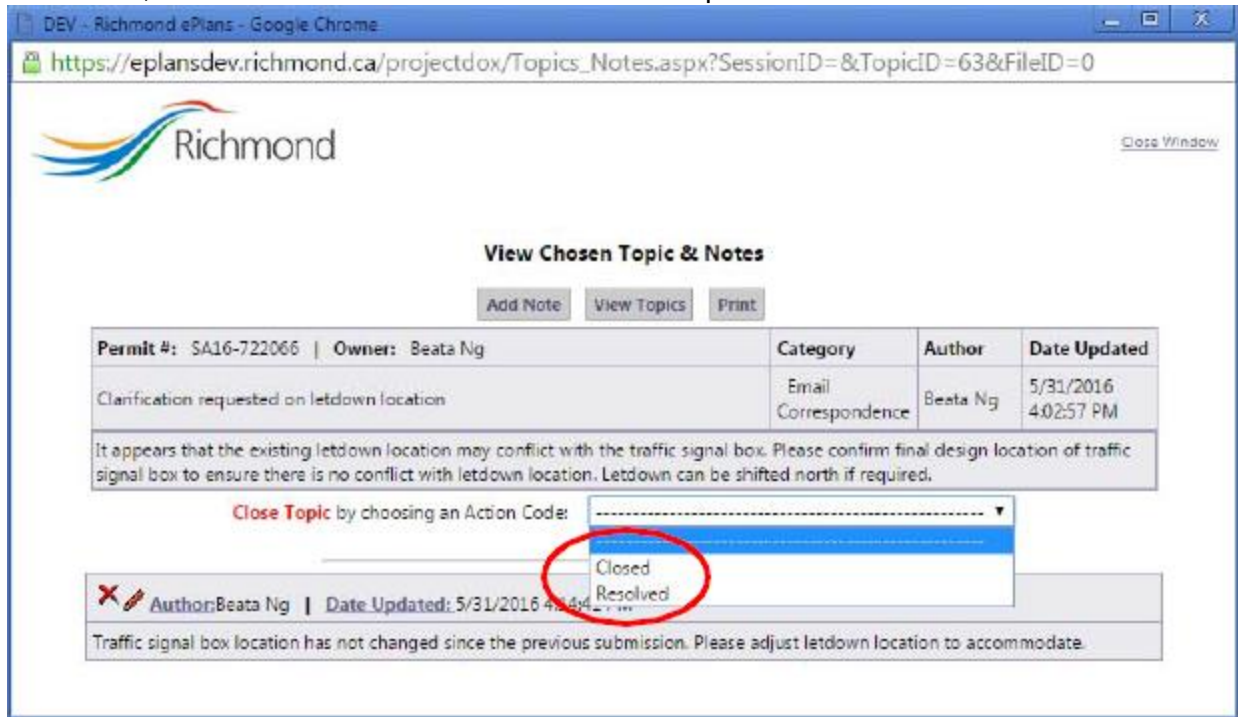 DEV - Richmond ePlans - Google Chrome
https://eplansdev.richmond.ca/projectdox/Topics_Notes.aspx?SessionID=&TopicID=63&FileID=0
Richmond
Close Window
View Chosen Topic & Notes
Add Note View Topics Print
Permit #: SA16-722066 | Owner: Beata Ng Category Author Date Updated
Clarification requested on letdown location Email Correspondence Beata Ng 5/31/2016 4:02:57 PM
It appears that the existing letdown location may conflict with the traffic signal box. Please confirm final design location of traffic
signal box to ensure there is no conflict with letdown location. Letdown can be shifted north if required.
Close Topic by choosing an Action Code:
Closed
Resolved
Author:Beata Ng | Date Updated: 5/31/2016
Traffic signal box location has not changed since the previous submission. Please adjust letdown location to accommodate.